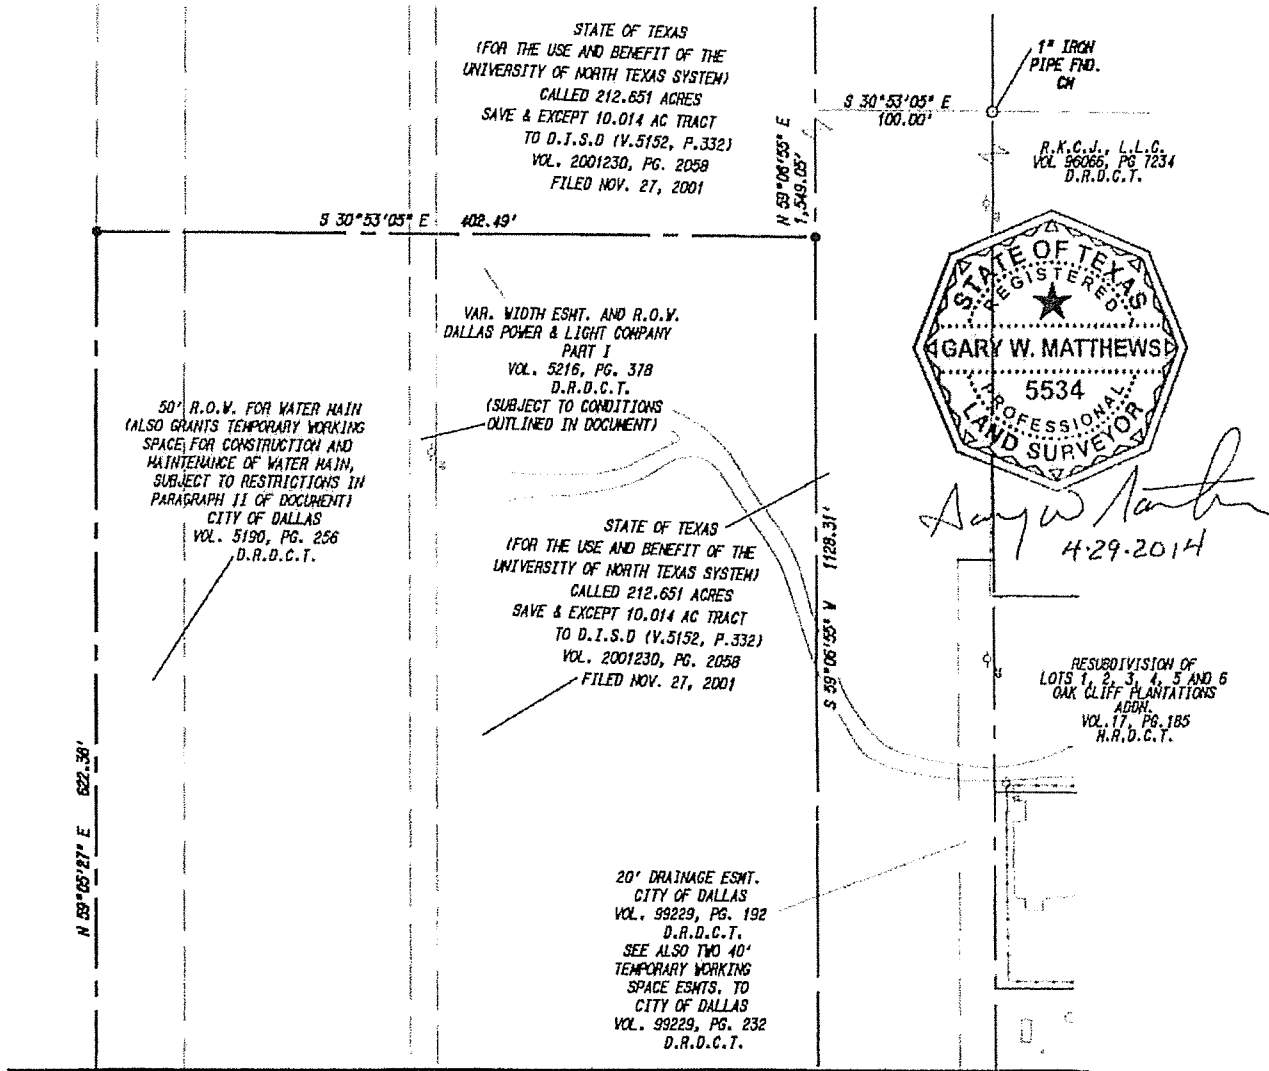 STATE OF TEXAS
(FOR THE USE AND BENEFIT OF THE
UNIVERSITY OF NORTH TEXAS SYSTEM)
CALLED 212.651 ACRES
SAVE & EXCEPT 10.014 AC TRACT
TO D.I.S.D (V.5152, P.332)
VOL. 2001230, PG. 2058
FILED NOV. 27, 2001
1" IRON
PIPE FND.
CM
S 30°53'05" E
100.00'
N 59°06'55" E
1,549.05'
R.K.C.J., L.L.C.
VOL 96066, PG 7234
D.R.D.C.T.
S 30°53'05" E 402.49'
STATE OF TEXAS
REGISTERED
GARY W. MATTHEWS
5534
PROFESSIONAL
LAND SURVEYOR
4-29-2014
VAR. WIDTH ESMT. AND R.O.W.
DALLAS POWER & LIGHT COMPANY
PART I
VOL. 5216, PG. 378
D.R.D.C.T.
(SUBJECT TO CONDITIONS
OUTLINED IN DOCUMENT)
50' R.O.W. FOR WATER MAIN
(ALSO GRANTS TEMPORARY WORKING
SPACE FOR CONSTRUCTION AND
MAINTENANCE OF WATER MAIN,
SUBJECT TO RESTRICTIONS IN
PARAGRAPH II OF DOCUMENT)
CITY OF DALLAS
VOL. 5190, PG. 256
D.R.D.C.T.
STATE OF TEXAS
(FOR THE USE AND BENEFIT OF THE
UNIVERSITY OF NORTH TEXAS SYSTEM)
CALLED 212.651 ACRES
SAVE & EXCEPT 10.014 AC TRACT
TO D.I.S.D (V.5152, P.332)
VOL. 2001230, PG. 2058
FILED NOV. 27, 2001
S 59°06'55" W 1128.31'
RESUBDIVISION OF
LOTS 1, 2, 3, 4, 5 AND 6
OAK CLIFF PLANTATIONS
ADDN.
VOL.17, PG.185
M.R.D.C.T.
N 59°05'27" E 622.38'
20' DRAINAGE ESMT.
CITY OF DALLAS
VOL. 99229, PG. 192
D.R.D.C.T.
SEE ALSO TWO 40'
TEMPORARY WORKING
SPACE ESMTS. TO
CITY OF DALLAS
VOL. 99229, PG. 232
D.R.D.C.T.